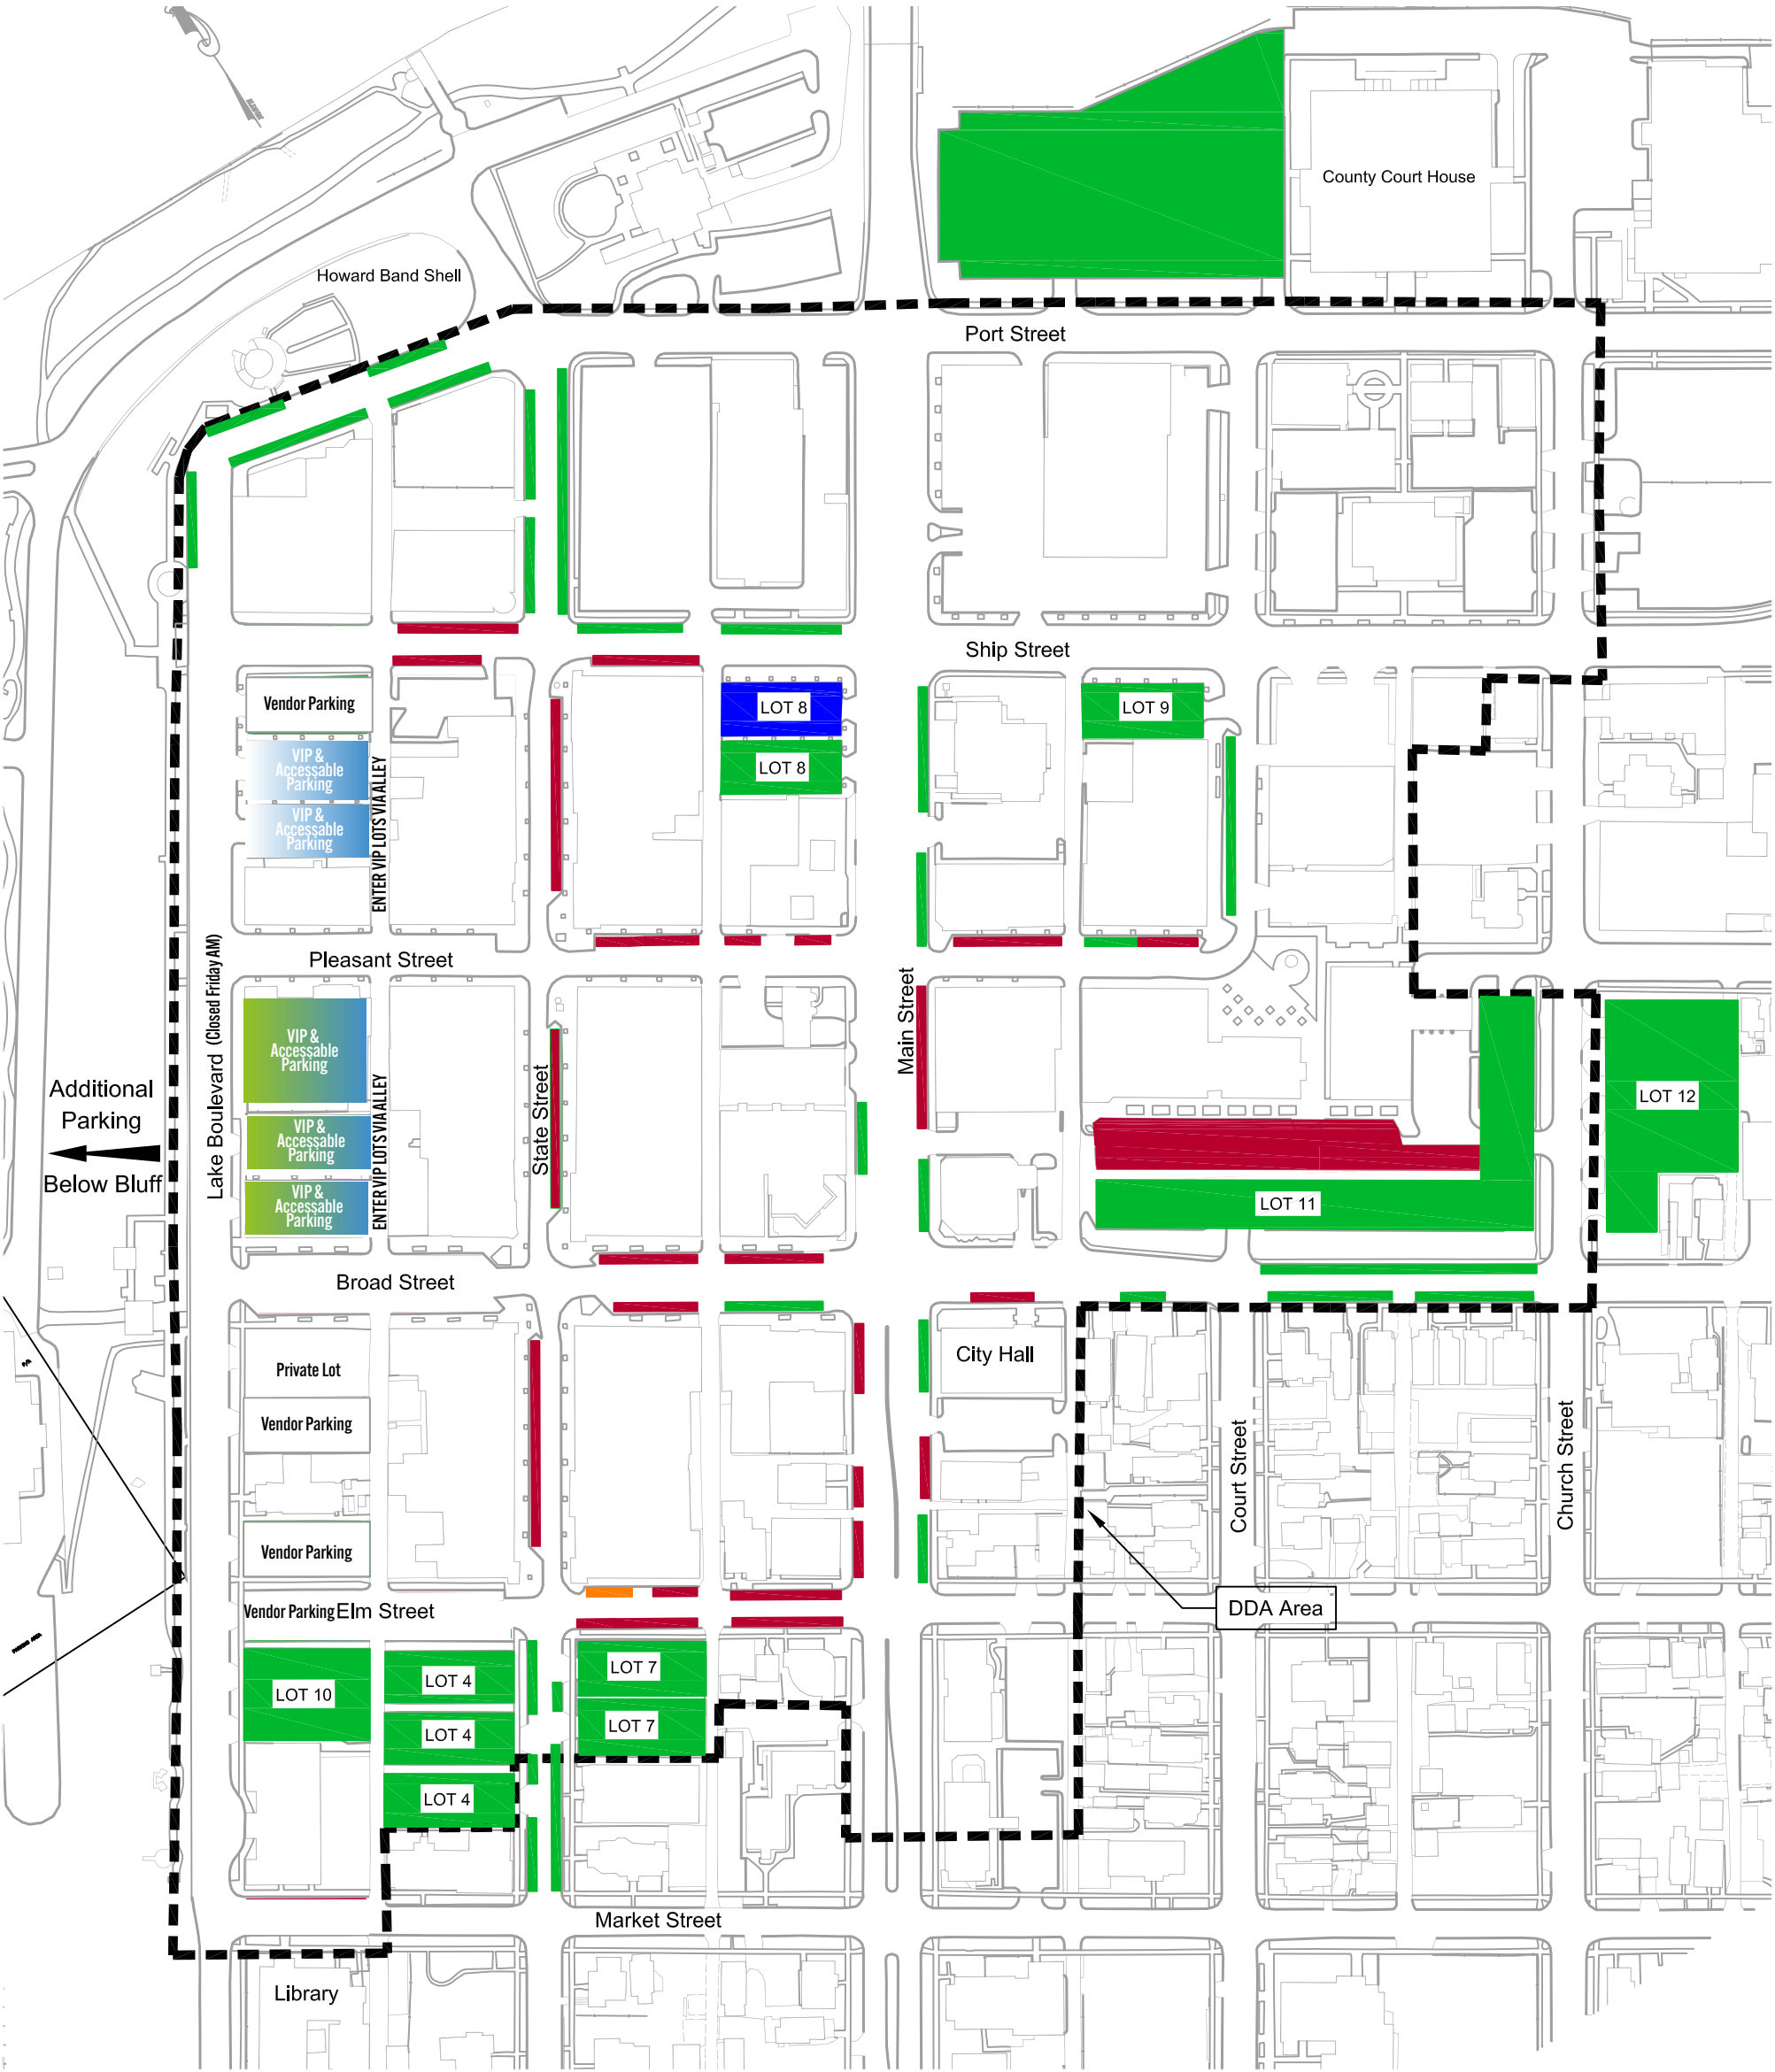 County Court House
Howard Band Shell
Port Street
Ship Street
Vendor Parking
LOT 8
LOT 9
VIP &
Accessable
Parking
LOT 8
VIP &
Accessable
Parking
ENTER VIP LOTS VIA ALLEY
Pleasant Street
Lake Boulevard (Closed Friday AM)
VIP &
Accessable
Parking
State Street
Main Street
Additional
Parking
Below Bluff
LOT 12
VIP &
Accessable
Parking
ENTER VIP LOTS VIA ALLEY
VIP &
Accessable
Parking
LOT 11
Broad Street
Private Lot
City Hall
Vendor Parking
Court Street
Church Street
Vendor Parking
Vendor Parking
Elm Street
DDA Area
LOT 10
LOT 4
LOT 7
LOT 4
LOT 7
LOT 4
Market Street
Library